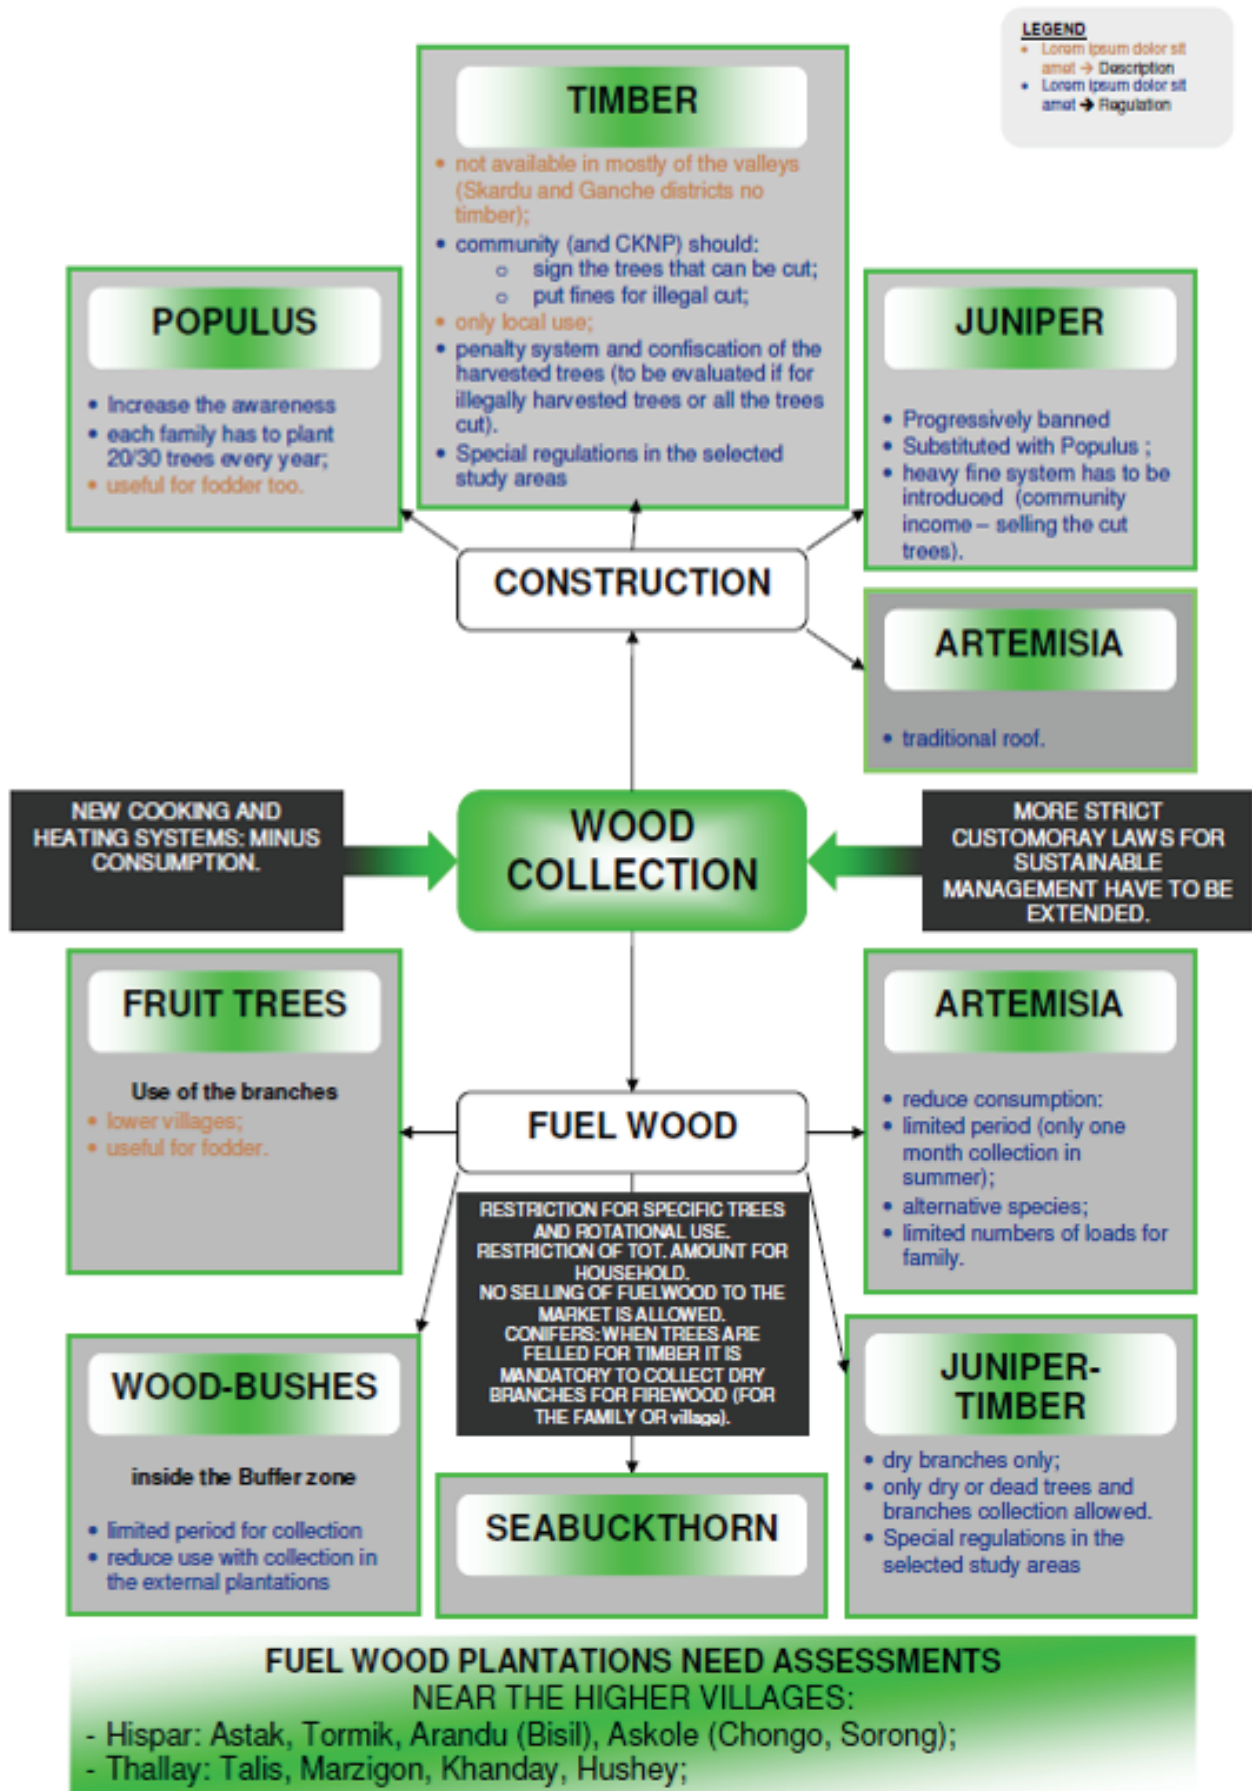 LEGEND
• Lorem ipsum dolor sit
amet → Description
• Lorem ipsum dolor sit
amet → Regulation
TIMBER
• not available in mostly of the valleys
(Skardu and Ganche districts no
timber);
• community (and CKNP) should:
o sign the trees that can be cut;
o put fines for illegal cut;
• only local use;
• penalty system and confiscation of the
harvested trees (to be evaluated if for
illegally harvested trees or all the trees
cut).
• Special regulations in the selected
study areas
POPULUS
• Increase the awareness
• each family has to plant
20/30 trees every year;
• useful for fodder too.
JUNIPER
• Progressively banned
• Substituted with Populus ;
• heavy fine system has to be
introduced (community
income – selling the cut
trees).
CONSTRUCTION
ARTEMISIA
• traditional roof.
NEW COOKING AND
HEATING SYSTEMS: MINUS
CONSUMPTION.
WOOD
COLLECTION
MORE STRICT
CUSTOMORAY LAWS FOR
SUSTAINABLE
MANAGEMENT HAVE TO BE
EXTENDED.
FRUIT TREES
Use of the branches
• lower villages;
• useful for fodder.
ARTEMISIA
• reduce consumption:
• limited period (only one
month collection in
summer);
• alternative species;
• limited numbers of loads for
family.
FUEL WOOD
RESTRICTION FOR SPECIFIC TREES
AND ROTATIONAL USE.
RESTRICTION OF TOT. AMOUNT FOR
HOUSEHOLD.
NO SELLING OF FUELWOOD TO THE
MARKET IS ALLOWED.
CONIFERS: WHEN TREES ARE
FELLED FOR TIMBER IT IS
MANDATORY TO COLLECT DRY
BRANCHES FOR FIREWOOD (FOR
THE FAMILY OR village).
WOOD-BUSHES
inside the Buffer zone
• limited period for collection
• reduce use with collection in
the external plantations
SEABUCKTHORN
JUNIPER-
TIMBER
• dry branches only;
• only dry or dead trees and
branches collection allowed.
• Special regulations in the
selected study areas
FUEL WOOD PLANTATIONS NEED ASSESSMENTS
NEAR THE HIGHER VILLAGES:
- Hispar: Astak, Tormik, Arandu (Bisil), Askole (Chongo, Sorong);
- Thallay: Talis, Marzigon, Khanday, Hushey;